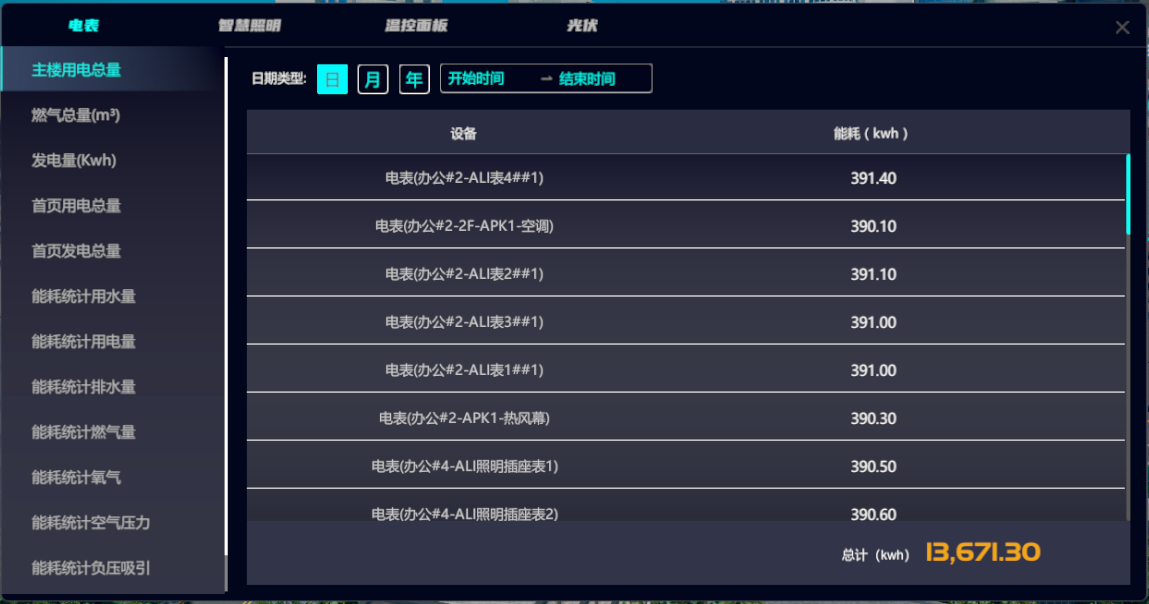 电表 智慧照明 温控面板 光伏
主楼用电总量
燃气总量(m³)
发电量(Kwh)
首页用电总量
首页发电总量
能耗统计用水量
能耗统计用电量
能耗统计排水量
能耗统计燃气量
能耗统计氧气
能耗统计空气压力
能耗统计负压吸引
日期类型: 日 月 年 开始时间 → 结束时间
设备 能耗 ( kwh )
电表(办公#2-ALI表4##1) 391.40
电表(办公#2-2F-APK1-空调) 390.10
电表(办公#2-ALI表2##1) 391.10
电表(办公#2-ALI表3##1) 391.00
电表(办公#2-ALI表1##1) 391.00
电表(办公#2-APK1-热风幕) 390.30
电表(办公#4-ALI照明插座表1) 390.50
电表(办公#4-ALI照明插座表2) 390.60
总计 (kwh) 13,671.30